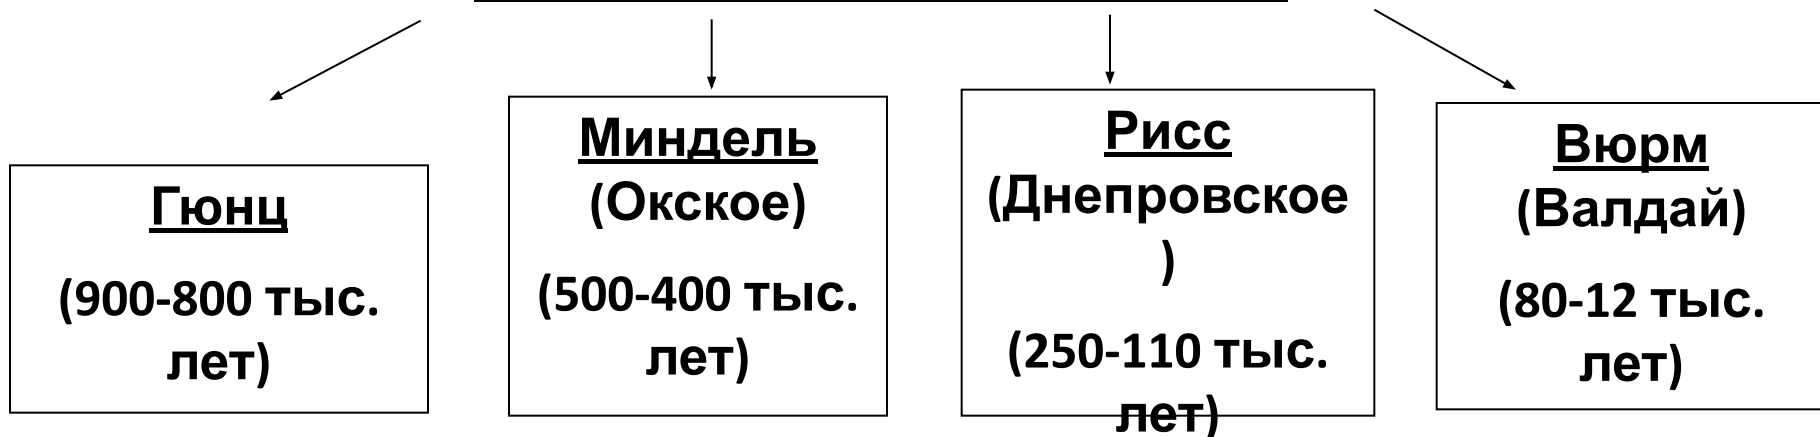 Гюнц
(900-800 тыс.
лет)
Миндель
(Окское)
(500-400 тыс.
лет)
Рисс
(Днепровское
)
(250-110 тыс.
лет)
Вюрм
(Валдай)
(80-12 тыс.
лет)